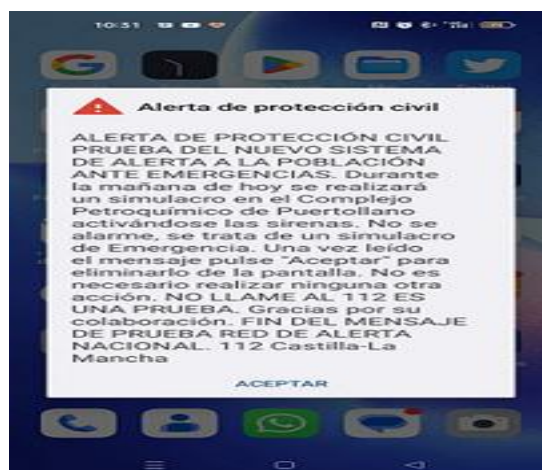 10:31
Alerta de protección civil
ALERTA DE PROTECCIÓN CIVIL
PRUEBA DEL NUEVO SISTEMA
DE ALERTA A LA POBLACIÓN
ANTE EMERGENCIAS. Durante
la mañana de hoy se realizará
un simulacro en el Complejo
Petroquímico de Puertollano
activándose las sirenas. No se
alarme, se trata de un simulacro
de Emergencia. Una vez leído
el mensaje pulse "Aceptar" para
eliminarlo de la pantalla. No es
necesario realizar ninguna otra
acción. NO LLAME AL 112 ES
UNA PRUEBA. Gracias por su
colaboración. FIN DEL MENSAJE
DE PRUEBA RED DE ALERTA
NACIONAL. 112 Castilla-La
Mancha
ACEPTAR